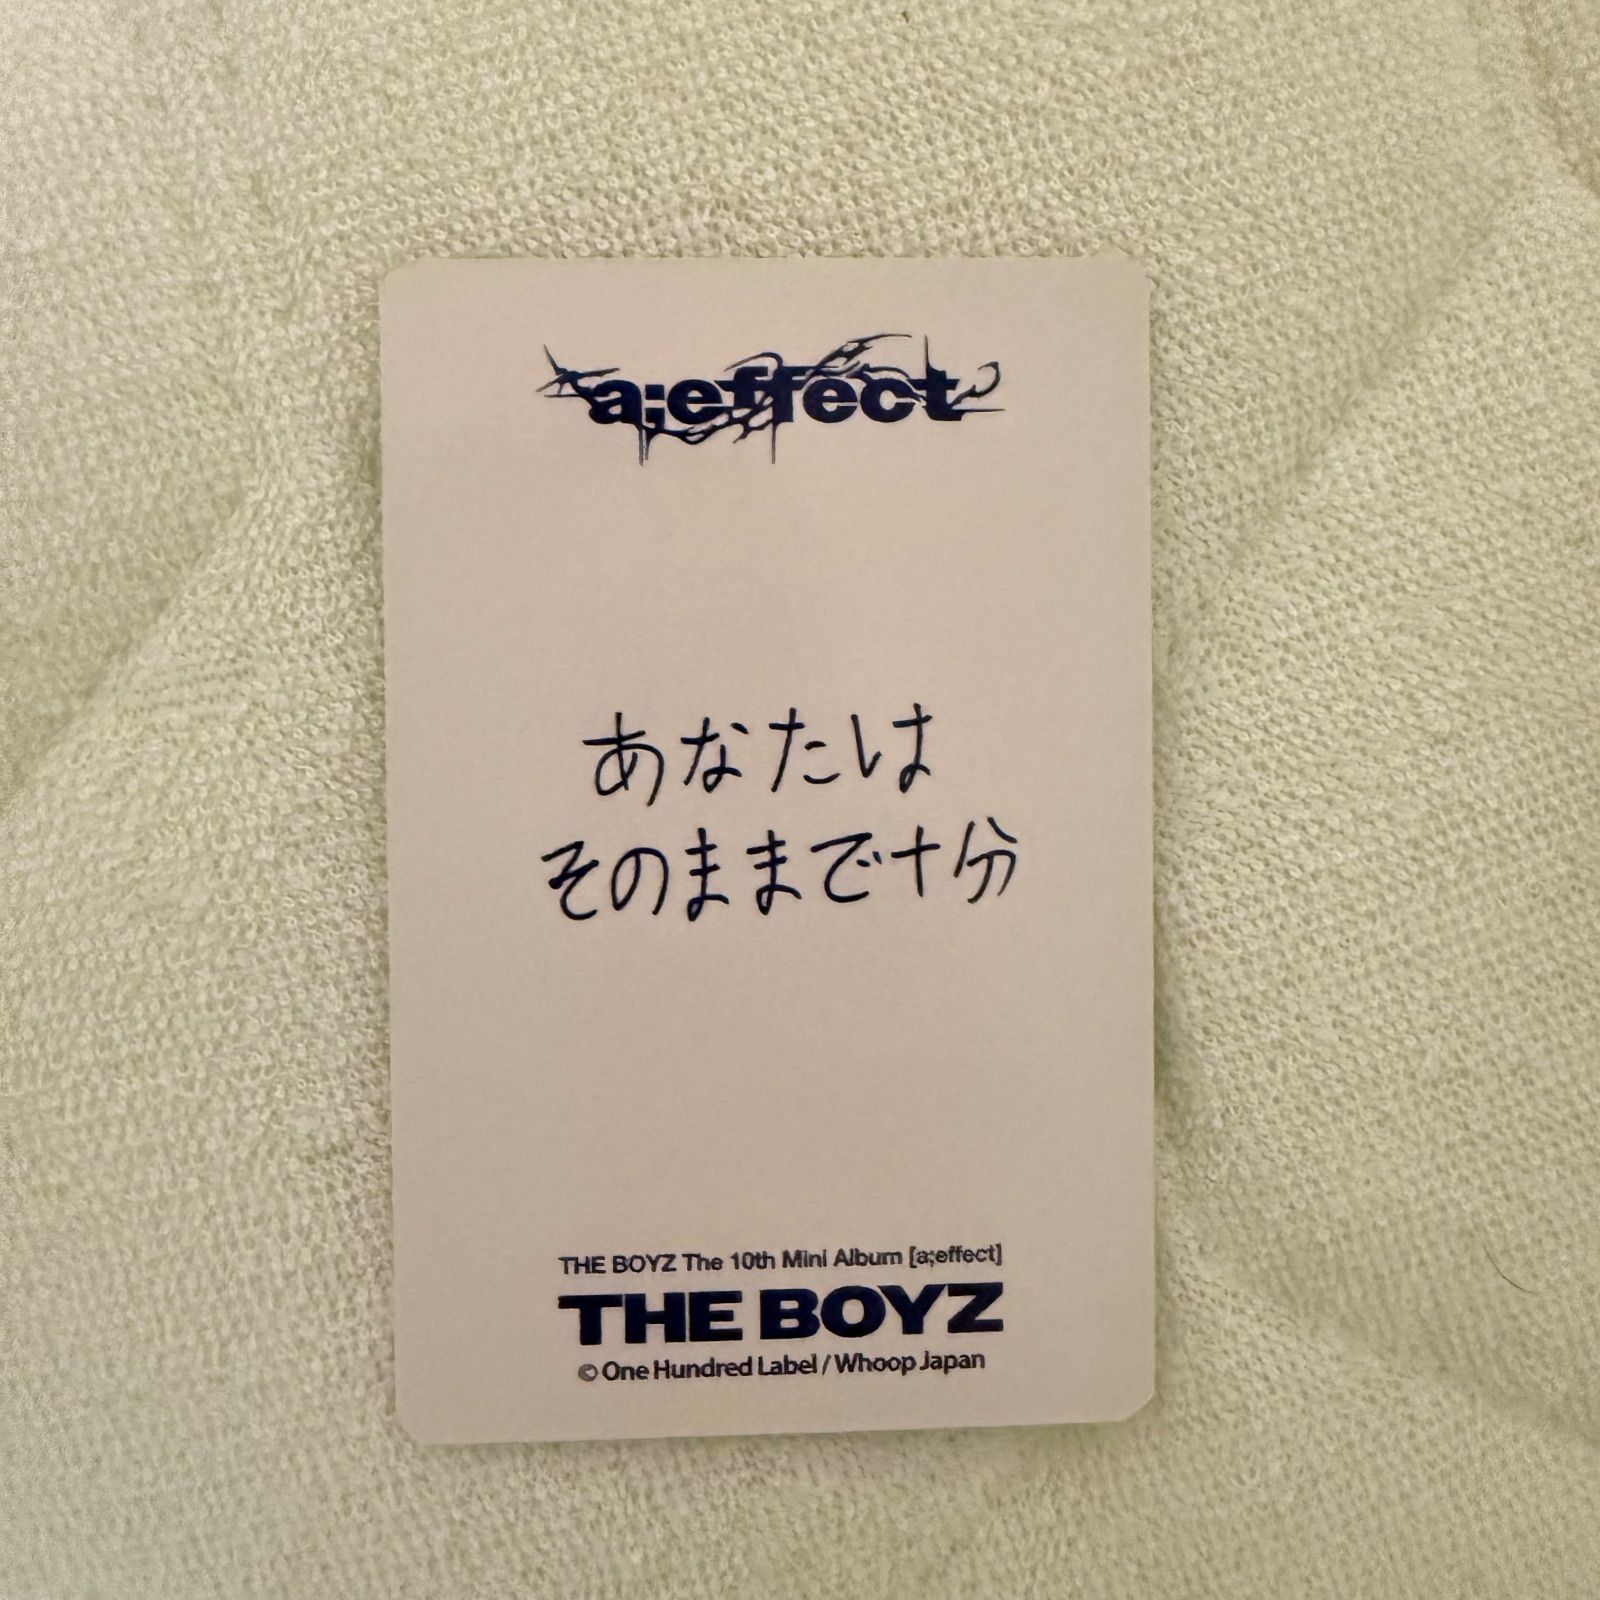 a;effect
あなたは
そのままで十分
THE BOYZ The 10th Mini Album [a;effect]
THE BOYZ
© One Hundred Label / Whoop Japan